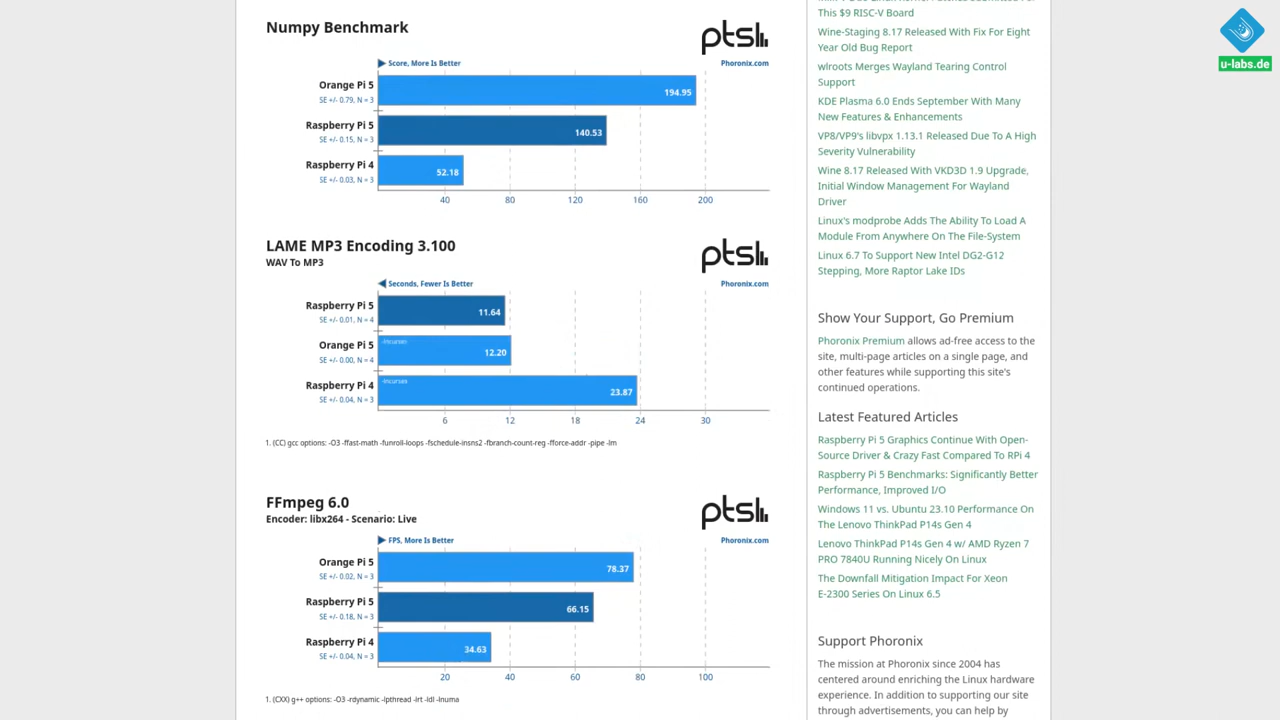 Numpy Benchmark
ptsl
Score, More Is Better
Phoronix.com
Orange Pi 5
SE +/- 0.79, N = 3
194.95
Raspberry Pi 5
SE +/- 0.15, N = 3
140.53
Raspberry Pi 4
SE +/- 0.03, N = 3
52.18
40 80 120 160 200
LAME MP3 Encoding 3.100
WAV To MP3
ptsl
Seconds, Fewer Is Better
Phoronix.com
Raspberry Pi 5
SE +/- 0.01, N = 4
11.64
Orange Pi 5
SE +/- 0.00, N = 4
-lncurses
12.20
Raspberry Pi 4
SE +/- 0.04, N = 3
-lncurses
23.87
6 12 18 24 30
1. (CC) gcc options: -O3 -ffast-math -funroll-loops -fschedule-insns2 -fbranch-count-reg -fforce-addr -pipe -lm
FFmpeg 6.0
Encoder: libx264 - Scenario: Live
ptsl
FPS, More Is Better
Phoronix.com
Orange Pi 5
SE +/- 0.02, N = 3
78.37
Raspberry Pi 5
SE +/- 0.18, N = 3
66.15
Raspberry Pi 4
SE +/- 0.04, N = 3
34.63
20 40 60 80 100
1. (CXX) g++ options: -O3 -rdynamic -lpthread -lrt -ldl -lnuma
This $9 RISC-V Board
Wine-Staging 8.17 Released With Fix For Eight
Year Old Bug Report
wlroots Merges Wayland Tearing Control
Support
KDE Plasma 6.0 Ends September With Many
New Features & Enhancements
VP8/VP9's libvpx 1.13.1 Released Due To A High
Severity Vulnerability
Wine 8.17 Released With VKD3D 1.9 Upgrade,
Initial Window Management For Wayland
Driver
Linux's modprobe Adds The Ability To Load A
Module From Anywhere On The File-System
Linux 6.7 To Support New Intel DG2-G12
Stepping, More Raptor Lake IDs
Show Your Support, Go Premium
Phoronix Premium allows ad-free access to the
site, multi-page articles on a single page, and
other features while supporting this site's
continued operations.
Latest Featured Articles
Raspberry Pi 5 Graphics Continue With Open-
Source Driver & Crazy Fast Compared To RPi 4
Raspberry Pi 5 Benchmarks: Significantly Better
Performance, Improved I/O
Windows 11 vs. Ubuntu 23.10 Performance On
The Lenovo ThinkPad P14s Gen 4
Lenovo ThinkPad P14s Gen 4 w/ AMD Ryzen 7
PRO 7840U Running Nicely On Linux
The Downfall Mitigation Impact For Xeon
E-2300 Series On Linux 6.5
Support Phoronix
The mission at Phoronix since 2004 has
centered around enriching the Linux hardware
experience. In addition to supporting our site
through advertisements, you can help by
u-labs.de